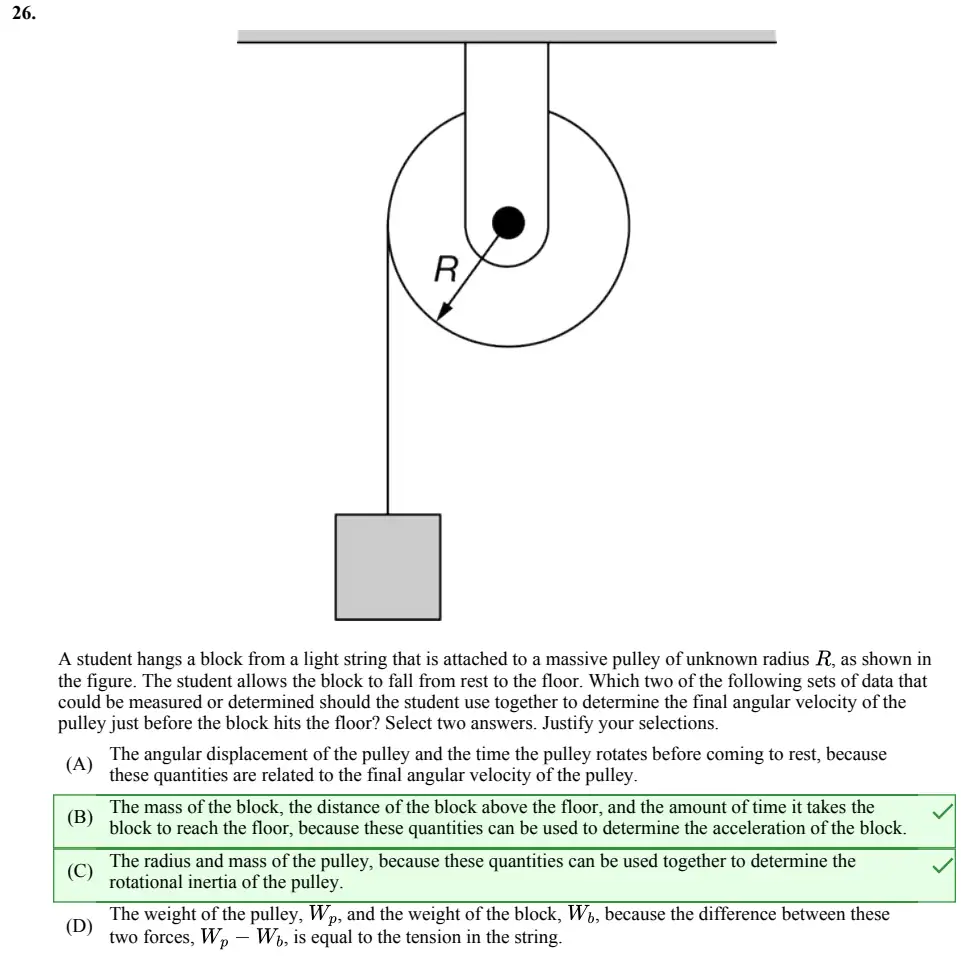 26.
R
A student hangs a block from a light string that is attached to a massive pulley of unknown radius R, as shown in
the figure. The student allows the block to fall from rest to the floor. Which two of the following sets of data that
could be measured or determined should the student use together to determine the final angular velocity of the
pulley just before the block hits the floor? Select two answers. Justify your selections.
(A) The angular displacement of the pulley and the time the pulley rotates before coming to rest, because
these quantities are related to the final angular velocity of the pulley.
(B) The mass of the block, the distance of the block above the floor, and the amount of time it takes the
block to reach the floor, because these quantities can be used to determine the acceleration of the block.
(C) The radius and mass of the pulley, because these quantities can be used together to determine the
rotational inertia of the pulley.
(D) The weight of the pulley, Wp, and the weight of the block, Wb, because the difference between these
two forces, Wp − Wb, is equal to the tension in the string.